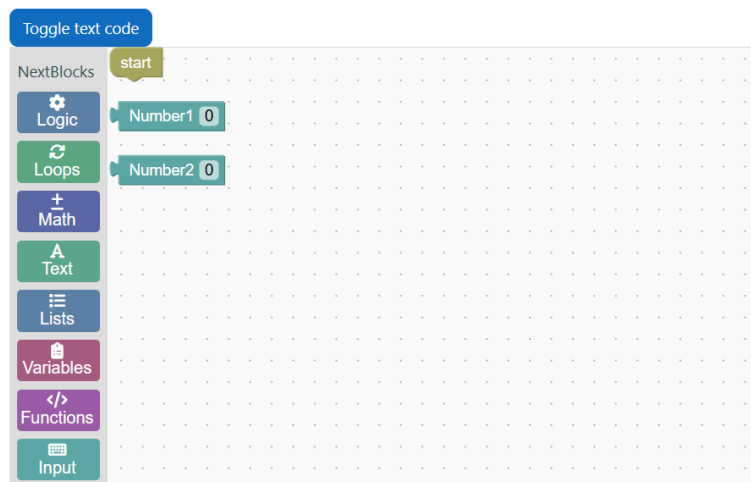 Toggle text code
NextBlocks
start
Number1 0
Number2 0
Logic
Loops
Math
Text
Lists
Variables
Functions
Input